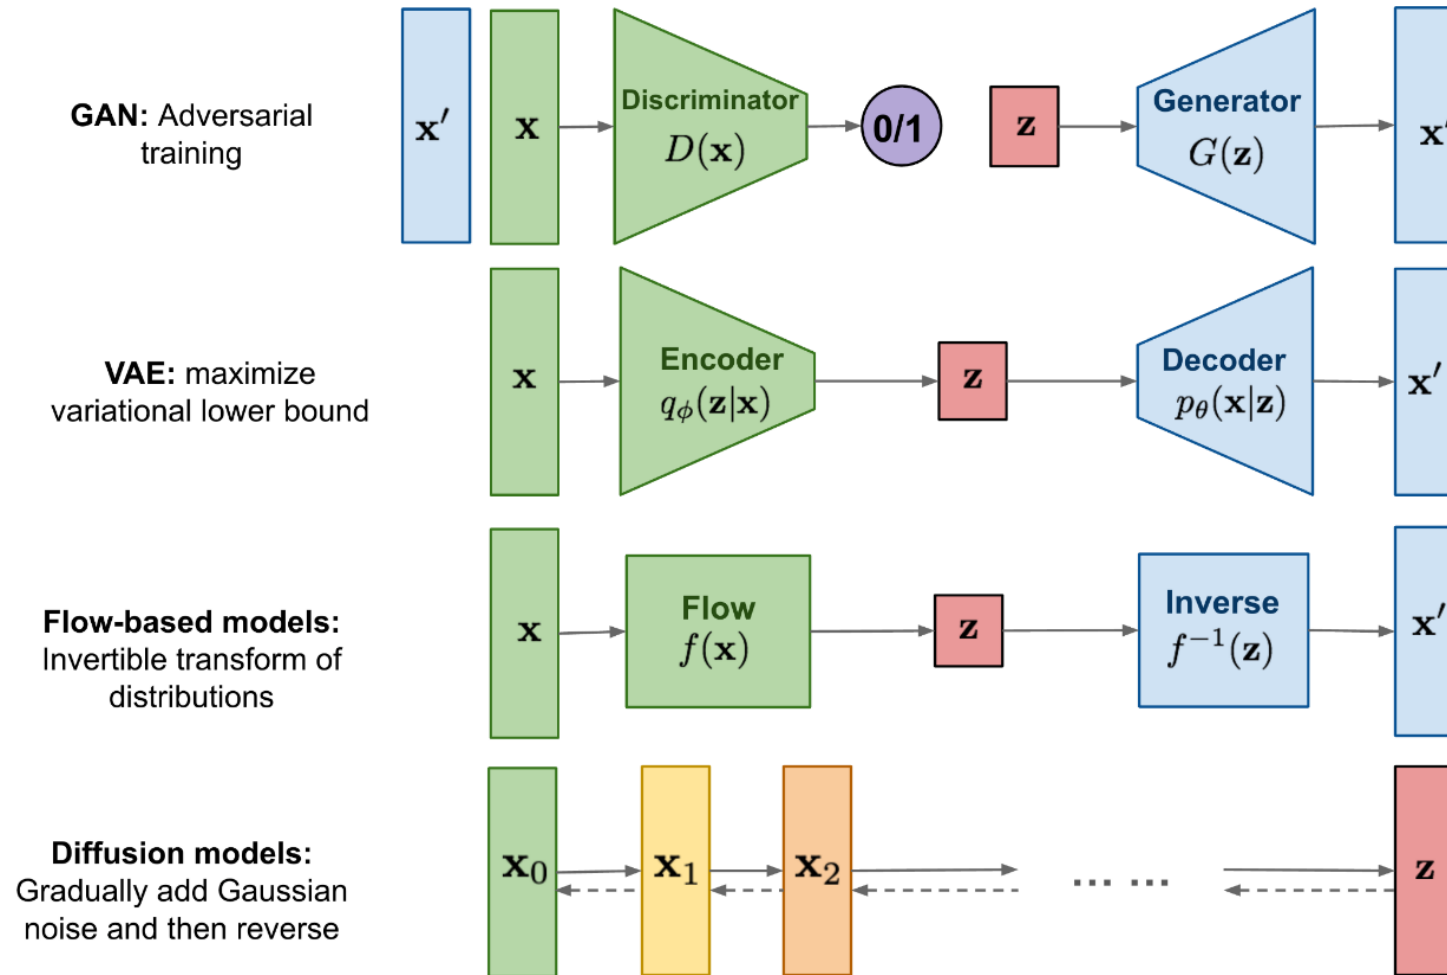 GAN: Adversarial
training
x′
x
Discriminator
D(x)
0/1
z
Generator
G(z)
x′
VAE: maximize
variational lower bound
x
Encoder
qϕ(z|x)
z
Decoder
pθ(x|z)
x′
Flow-based models:
Invertible transform of
distributions
x
Flow
f(x)
z
Inverse
f⁻¹(z)
x′
Diffusion models:
Gradually add Gaussian
noise and then reverse
x₀
x₁
x₂
... ...
z